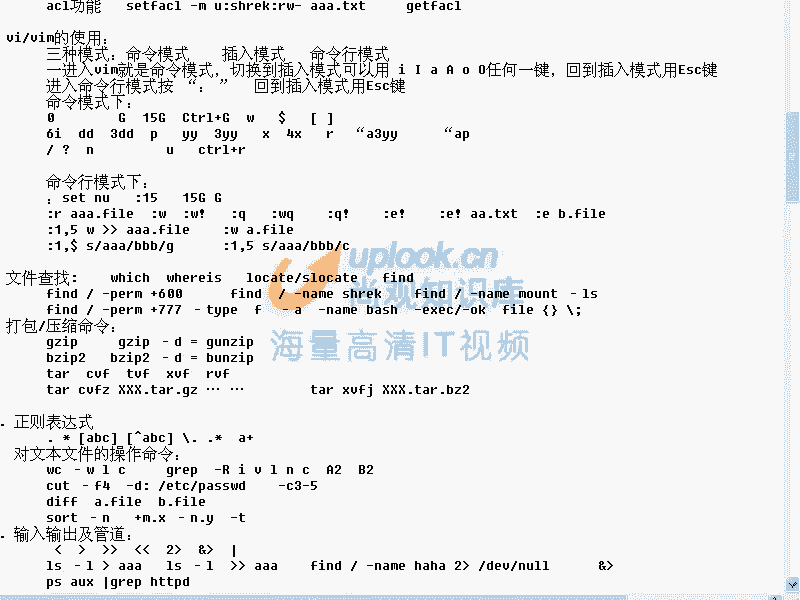 acl功能   setfacl -m u:shrek:rw- aaa.txt     getfacl
vi/vim的使用：
三种模式：命令模式    插入模式   命令行模式
一进入vim就是命令模式，切换到插入模式可以用 i I a A o O任何一键，回到插入模式用Esc键
进入命令行模式按 “： ”   回到插入模式用Esc键
命令模式下：
0        G  15G  Ctrl+G  w   $   [ ]
6i  dd  3dd  p   yy  3yy   x  4x   r   “a3yy      “ap
/ ?  n         u   ctrl+r
命令行模式下：
：set nu   :15   15G G
:r aaa.file  :w  :w!   :q   :wq    :q!    :e!    :e! aa.txt  :e b.file
:1,5 w >> aaa.file    :w a.file
:1,$ s/aaa/bbb/g      :1,5 s/aaa/bbb/c
文件查找：    which  whereis   locate/slocate   find
find / -perm +600      find  / -name shrek    find / -name mount -ls
find / -perm +777 -type  f  -a  -name bash  -exec/-ok  file {} \;
打包/压缩命令：
gzip     gzip -d = gunzip
bzip2   bzip2 -d = bunzip
tar  cvf  tvf  xvf  rvf
tar cvfz XXX.tar.gz … …        tar xvfj XXX.tar.bz2
. 正则表达式
. * [abc] [^abc] \. .*  a+
对文本文件的操作命令：
wc -w l c     grep  -R i v l n c  A2  B2
cut -f4  -d: /etc/passwd    -c3-5
diff  a.file  b.file
sort -n   +m.x -n.y  -t
. 输入输出及管道：
<  >  >>  <<  2>  &>  |
ls -l > aaa   ls -l  >> aaa    find / -name haha 2> /dev/null      &>
ps aux |grep httpd
uplook.cn
尚观知识库
海量高清IT视频